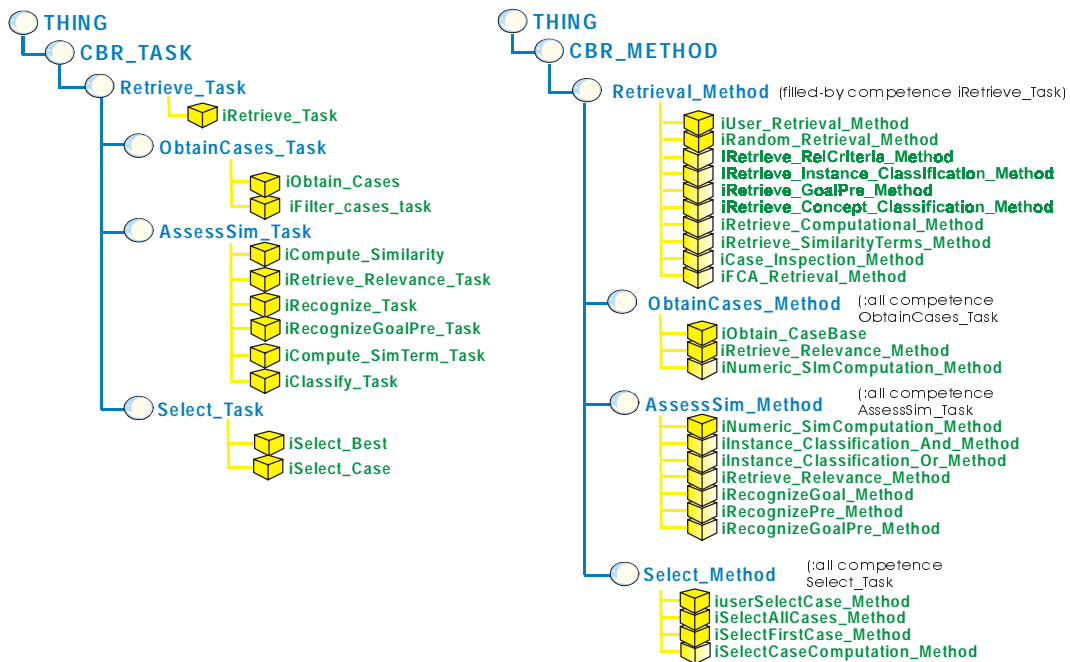 THING
CBR_TASK
Retrieve_Task
iRetrieve_Task
ObtainCases_Task
iObtain_Cases
iFilter_cases_task
AssessSim_Task
iCompute_Similarity
iRetrieve_Relevance_Task
iRecognize_Task
iRecognizeGoalPre_Task
iCompute_SimTerm_Task
iClassify_Task
Select_Task
iSelect_Best
iSelect_Case
THING
CBR_METHOD
Retrieval_Method (filled-by competence iRetrieve_Task)
iUser_Retrieval_Method
iRandom_Retrieval_Method
IRetrieve_RelCrIteria_Method
IRetrieve_Instance_ClassIfIcatIon_Method
iRetrieve_GoalPre_Method
iRetrieve_Concept_Classification_Method
iRetrieve_Computational_Method
iRetrieve_SimilarityTerms_Method
iCase_Inspection_Method
iFCA_Retrieval_Method
ObtainCases_Method (:all competence
ObtainCases_Task
iObtain_CaseBase
iRetrieve_Relevance_Method
iNumeric_SImComputation_Method
AssessSim_Method (:all competence
AssessSim_Task
iNumeric_SimComputation_Method
iInstance_Classification_And_Method
iInstance_Classification_Or_Method
iRetrieve_Relevance_Method
iRecognizeGoal_Method
iRecognizePre_Method
iRecognizeGoalPre_Method
Select_Method (:all competence
Select_Task
iuserSelectCase_Method
iSelectAllCases_Method
iSelectFirstCase_Method
iSelectCaseComputation_Method